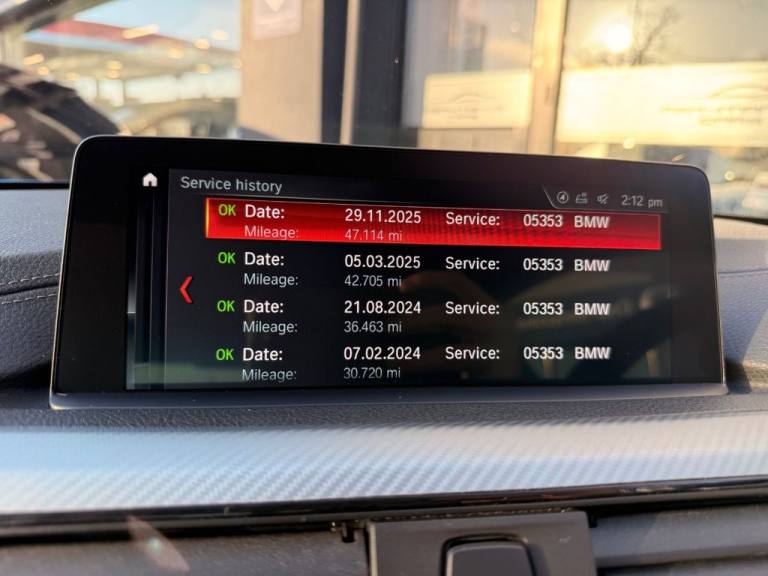 Service history
2:12 pm
OK Date: 29.11.2025 Service: 05353 BMW
Mileage: 47.114 mi
OK Date: 05.03.2025 Service: 05353 BMW
Mileage: 42.705 mi
OK Date: 21.08.2024 Service: 05353 BMW
Mileage: 36.463 mi
OK Date: 07.02.2024 Service: 05353 BMW
Mileage: 30.720 mi